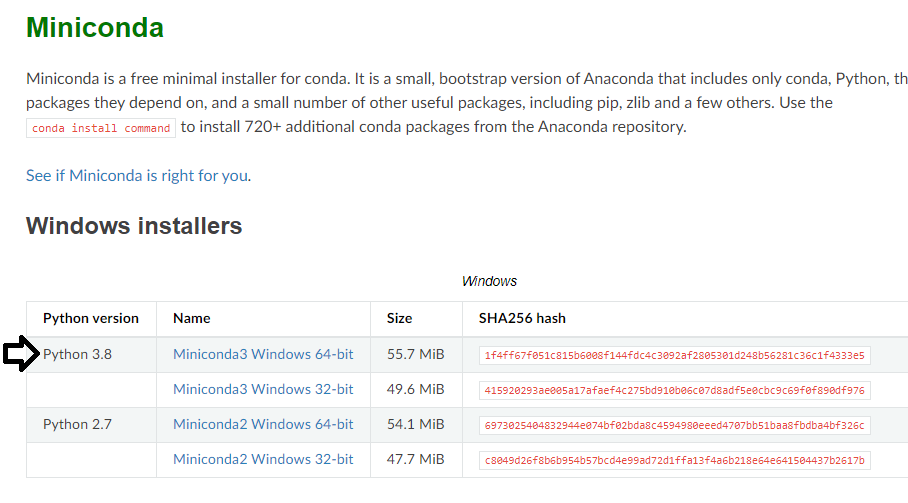 Miniconda
Miniconda is a free minimal installer for conda. It is a small, bootstrap version of Anaconda that includes only conda, Python, th
packages they depend on, and a small number of other useful packages, including pip, zlib and a few others. Use the
conda install command to install 720+ additional conda packages from the Anaconda repository.
See if Miniconda is right for you.
Windows installers
Windows
Python version Name Size SHA256 hash
Python 3.8 Miniconda3 Windows 64-bit 55.7 MiB 1f4ff67f051c815b6008f144fdc4c3092af2805301d248b56281c36c1f4333e5
Miniconda3 Windows 32-bit 49.6 MiB 415920293ae005a17afaef4c275bd910b06c07d8adf5e0cbc9c69f0f890df976
Python 2.7 Miniconda2 Windows 64-bit 54.1 MiB 6973025404832944e074bf02bda8c4594980eeed4707bb51baa8fbdba4bf326c
Miniconda2 Windows 32-bit 47.7 MiB c8049d26f8b6b954b57bcd4e99ad72d1ffa13f4a6b218e64e641504437b2617b